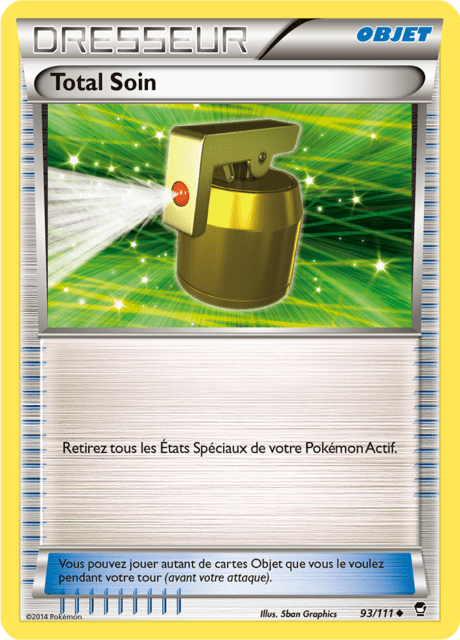 DRESSEUR
OBJET
Total Soin
Retirez tous les États Spéciaux de votre Pokémon Actif.
Vous pouvez jouer autant de cartes Objet que vous le voulez
pendant votre tour (avant votre attaque).
©2014 Pokémon
Illus. 5ban Graphics
93/111